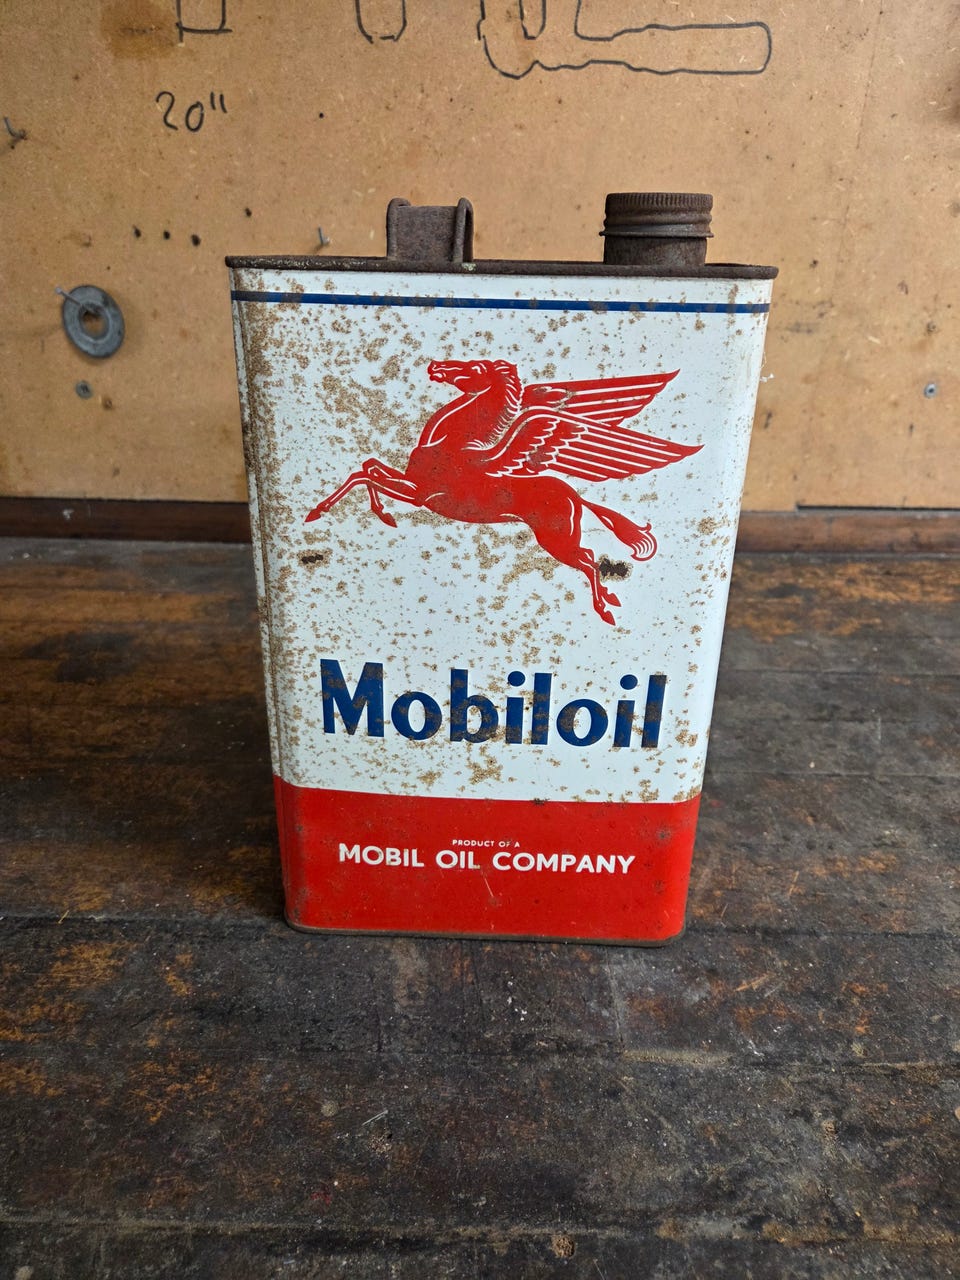 20"
Mobiloil
PRODUCT OF A
MOBIL OIL COMPANY